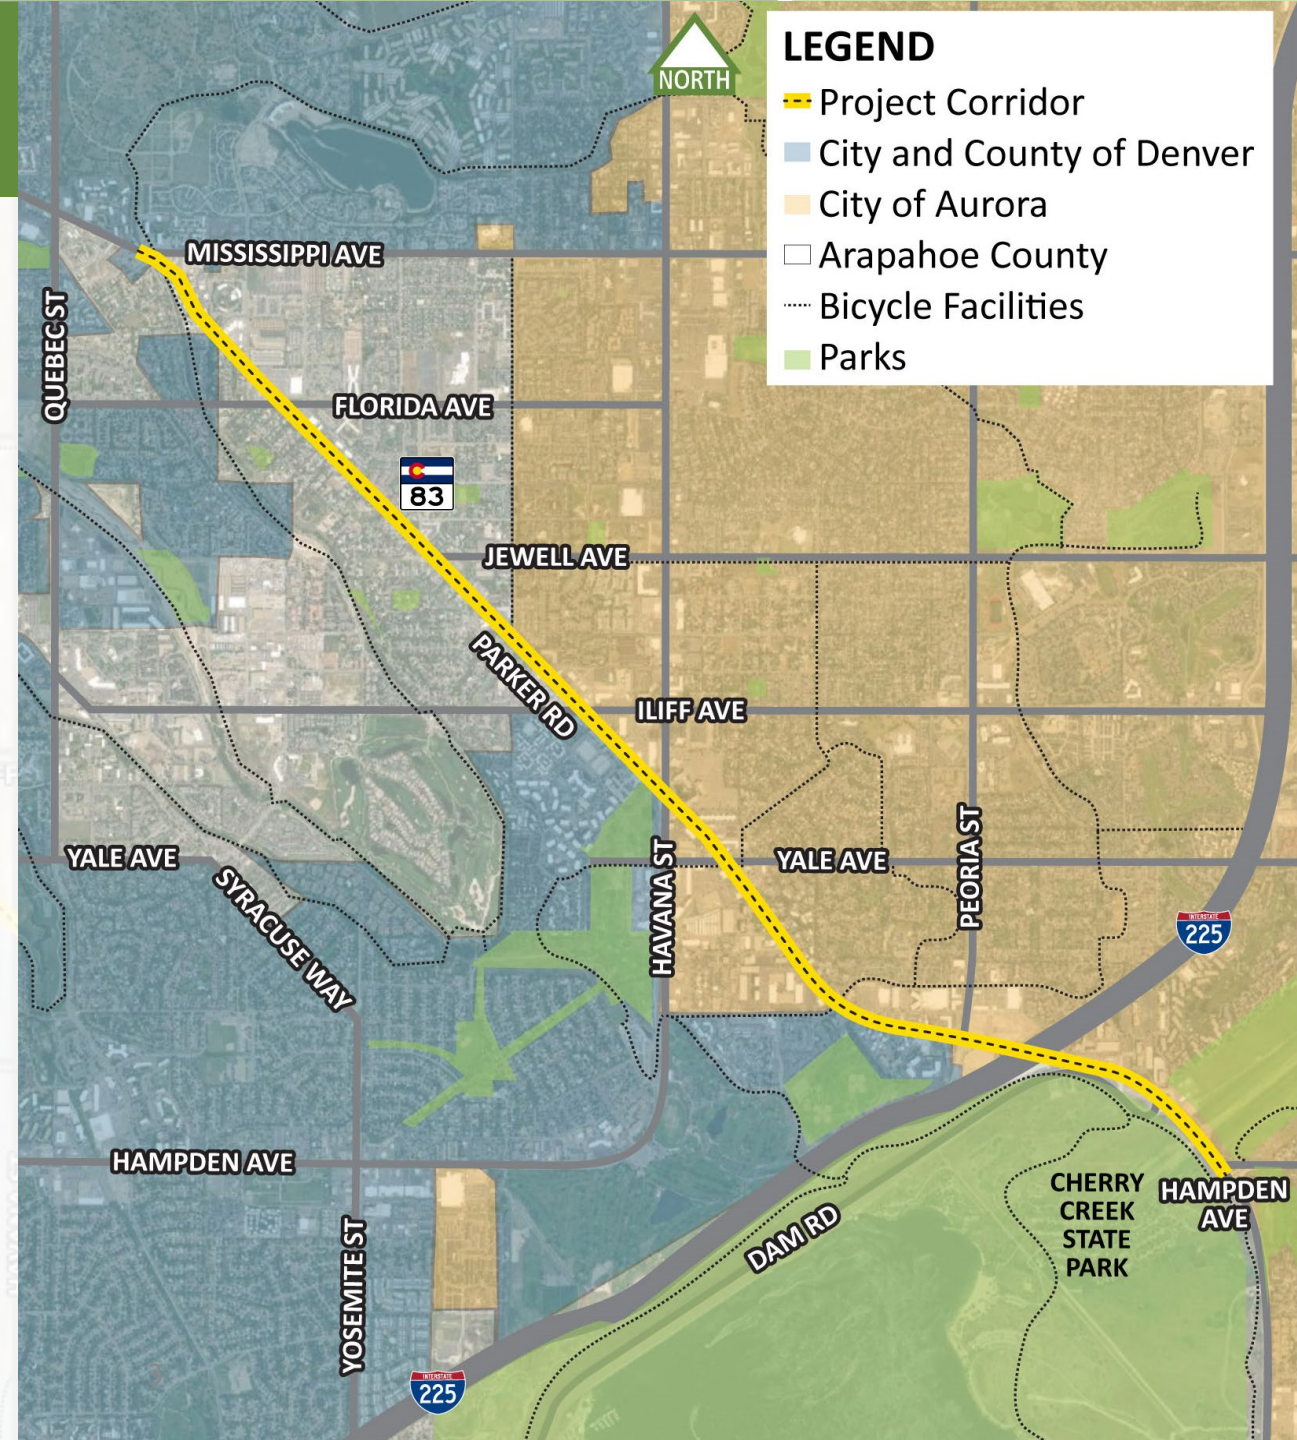 NORTH
LEGEND
Project Corridor
City and County of Denver
City of Aurora
Arapahoe County
Bicycle Facilities
Parks
MISSISSIPPI AVE
QUEBEC ST
FLORIDA AVE
83
JEWELL AVE
PARKER RD
ILIFF AVE
YALE AVE
SYRACUSE WAY
HAVANA ST
YALE AVE
PEORIA ST
INTERSTATE
225
HAMPDEN AVE
YOSEMITE ST
DAM RD
CHERRY
CREEK
STATE
PARK
HAMPDEN
AVE
INTERSTATE
225